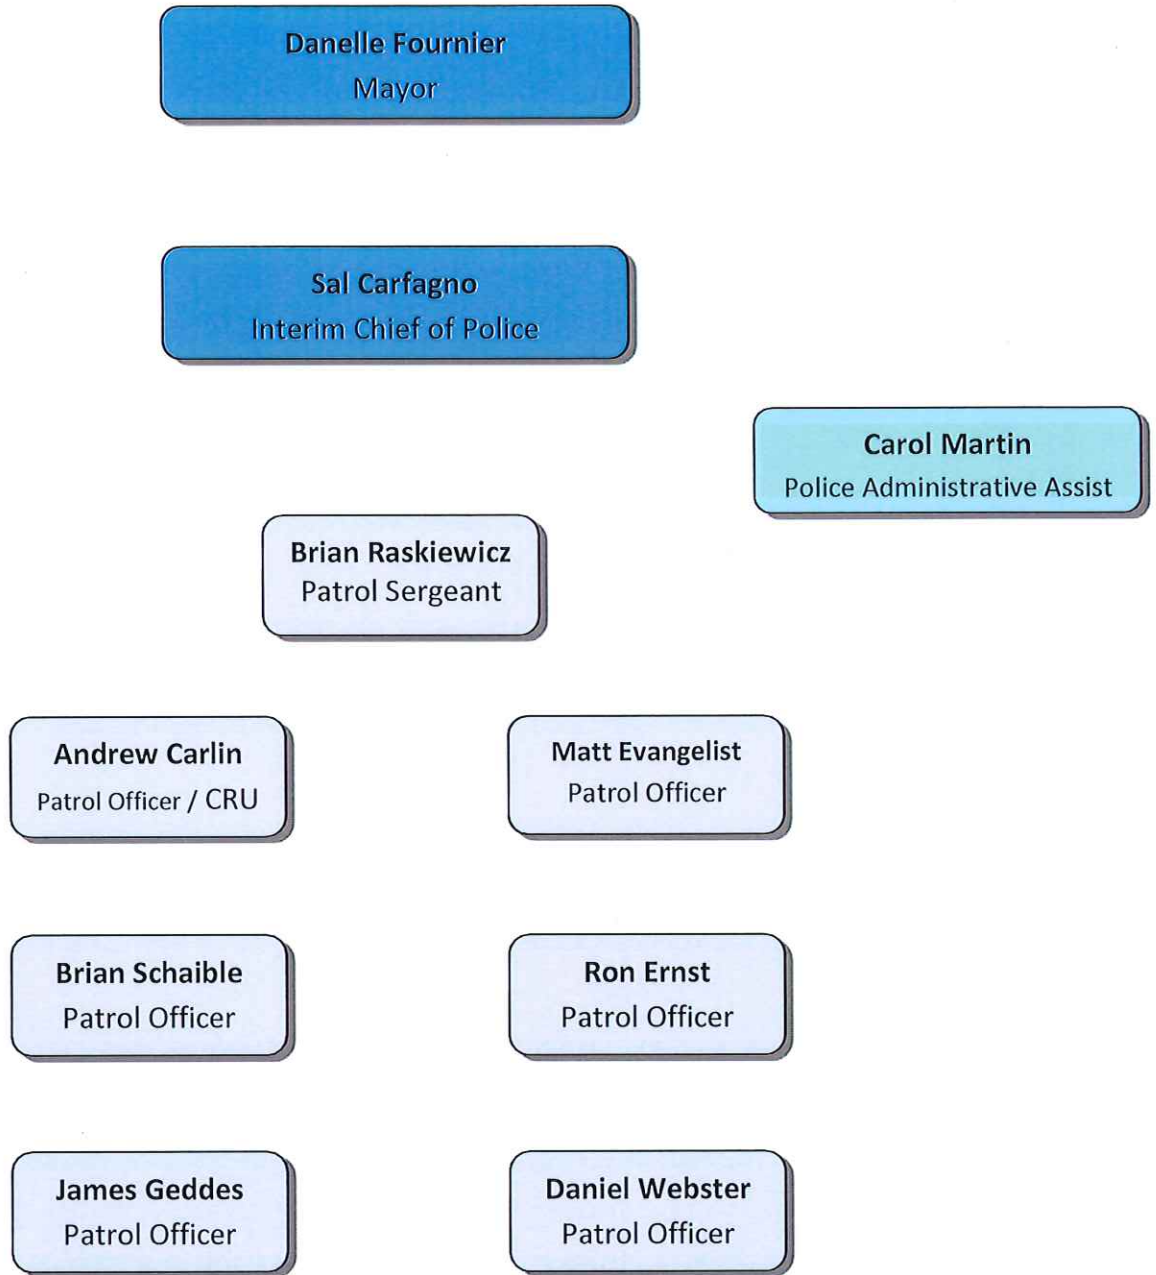 Danelle Fournier
Mayor
Sal Carfagno
Interim Chief of Police
Carol Martin
Police Administrative Assist
Brian Raskiewicz
Patrol Sergeant
Andrew Carlin
Patrol Officer / CRU
Matt Evangelist
Patrol Officer
Brian Schaible
Patrol Officer
Ron Ernst
Patrol Officer
James Geddes
Patrol Officer
Daniel Webster
Patrol Officer